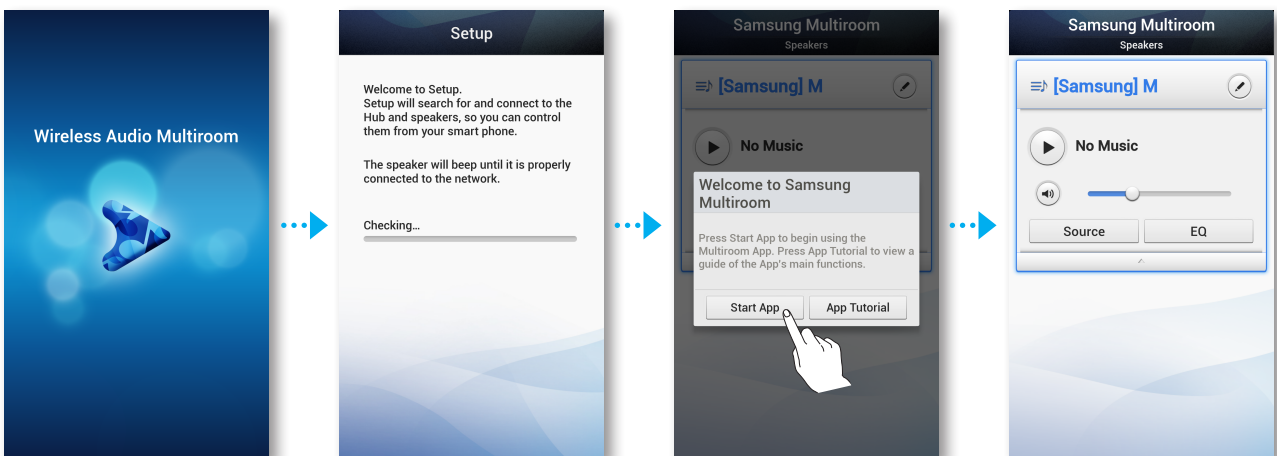 Wireless Audio Multiroom
Setup
Welcome to Setup.
Setup will search for and connect to the
Hub and speakers, so you can control
them from your smart phone.
The speaker will beep until it is properly
connected to the network.
Checking...
Samsung Multiroom
Speakers
[Samsung] M
No Music
Welcome to Samsung
Multiroom
Press Start App to begin using the
Multiroom App. Press App Tutorial to view a
guide of the App's main functions.
Start App
App Tutorial
Samsung Multiroom
Speakers
[Samsung] M
No Music
Source
EQ